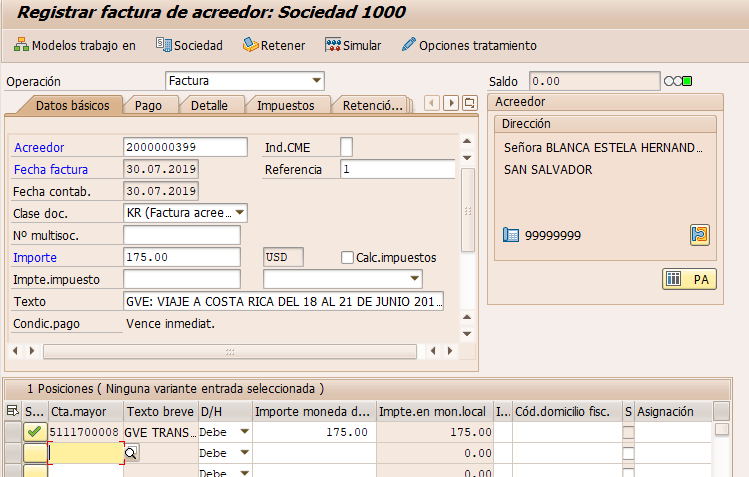 Registrar factura de acreedor: Sociedad 1000
Modelos trabajo en Sociedad Retener Simular Opciones tratamiento
Operación Factura Saldo 0.00
Datos básicos Pago Detalle Impuestos Retenció...
Acreedor
Dirección
Señora BLANCA ESTELA HERNAND...
SAN SALVADOR
99999999
PA
Acreedor 2000000399 Ind.CME
Fecha factura 30.07.2019 Referencia 1
Fecha contab. 30.07.2019
Clase doc. KR (Factura acree...
Nº multisoc.
Importe 175.00 USD Calc.impuestos
Impte.impuesto
Texto GVE: VIAJE A COSTA RICA DEL 18 AL 21 DE JUNIO 201...
Condic.pago Vence inmediat.
1 Posiciones ( Ninguna variante entrada seleccionada )
S... Cta.mayor Texto breve D/H Importe moneda d... Impte.en mon.local I... Cód.domicilio fisc. S Asignación
5111700008 GVE TRANS... Debe 175.00 175.00
Debe 0.00
Debe 0.00